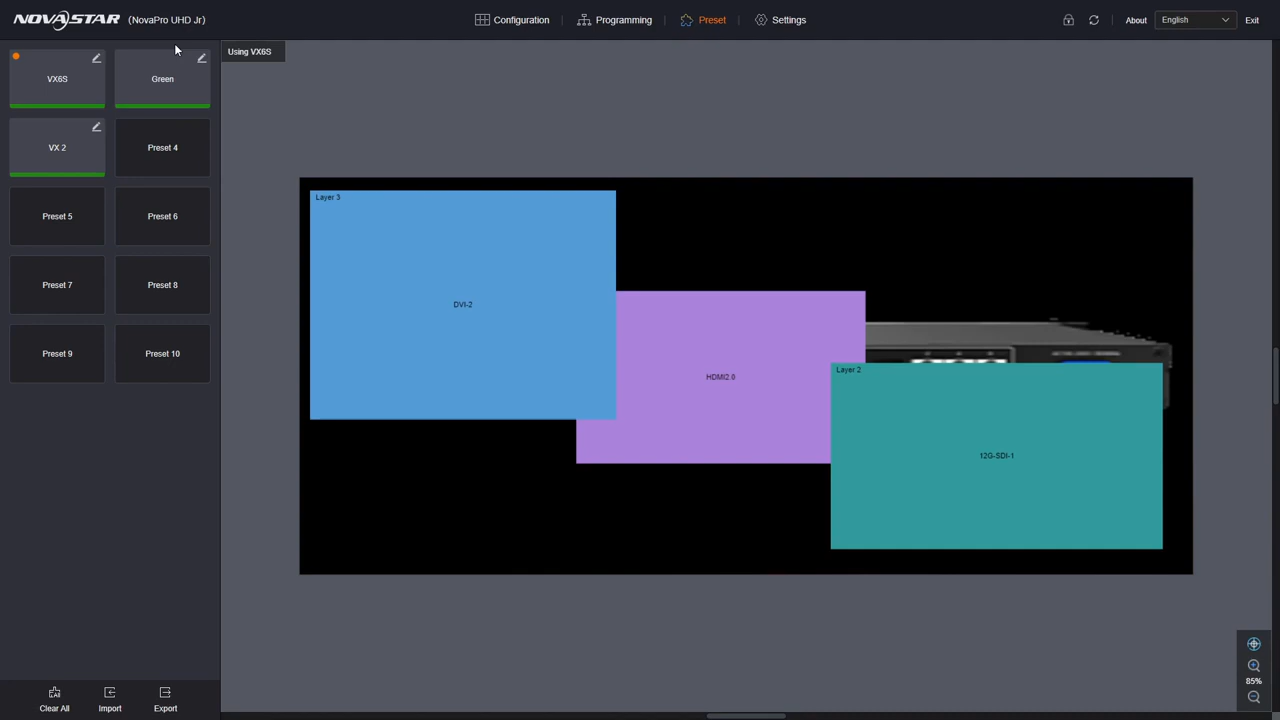 NOVASTAR (NovaPro UHD Jr) Configuration Programming Preset Settings About English Exit
Using VX6S
VX6S Green
VX 2 Preset 4
Preset 5 Preset 6
Preset 7 Preset 8
Preset 9 Preset 10
Layer 3
DVI-2
HDMI2.0
Layer 2
12G-SDI-1
85%
Clear All Import Export